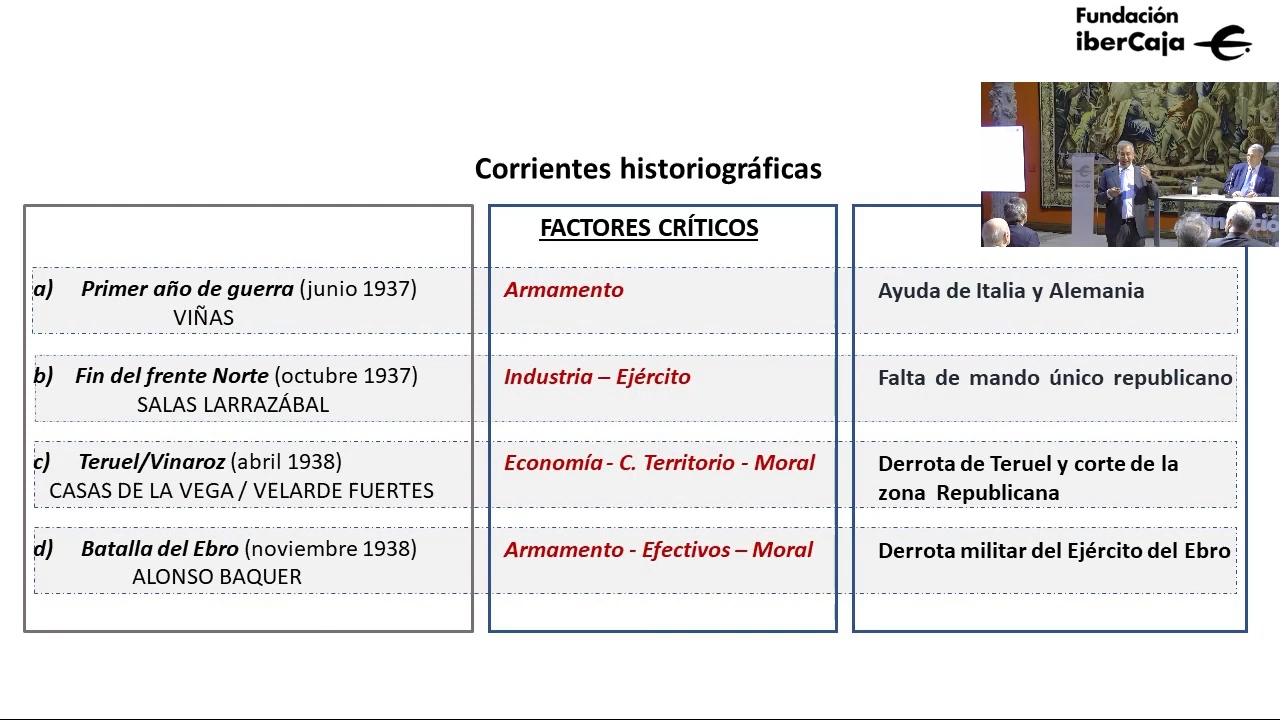 Fundación
iberCaja
Corrientes historiográficas
FACTORES CRÍTICOS
a) Primer año de guerra (junio 1937)
VIÑAS
Armamento
Ayuda de Italia y Alemania
b) Fin del frente Norte (octubre 1937)
SALAS LARRAZÁBAL
Industria – Ejército
Falta de mando único republicano
c) Teruel/Vinaroz (abril 1938)
CASAS DE LA VEGA / VELARDE FUERTES
Economía - C. Territorio - Moral
Derrota de Teruel y corte de la
zona Republicana
d) Batalla del Ebro (noviembre 1938)
ALONSO BAQUER
Armamento - Efectivos – Moral
Derrota militar del Ejército del Ebro